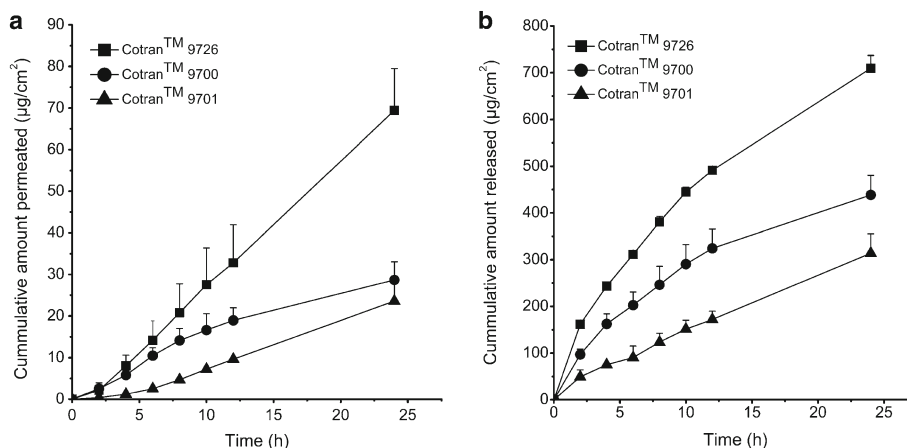 a
Cummulative amount permeated (µg/cm²)
90
80
70
60
50
40
30
20
10
0
Cotran™ 9726
Cotran™ 9700
Cotran™ 9701
0 5 10 15 20 25
Time (h)
b
Cummulative amount released (µg/cm²)
800
700
600
500
400
300
200
100
0
Cotran™ 9726
Cotran™ 9700
Cotran™ 9701
0 5 10 15 20 25
Time (h)